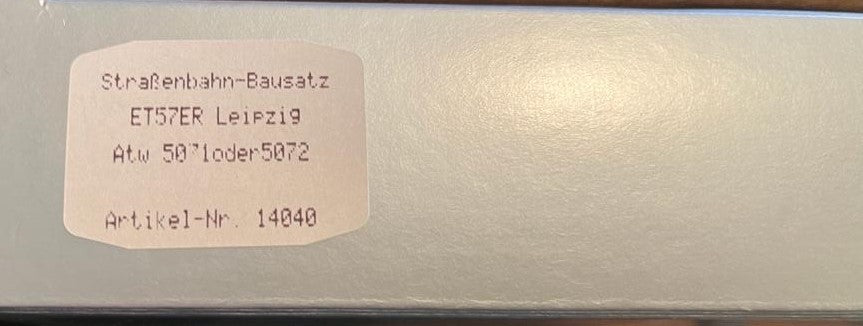 Straßenbahn-Bausatz
ET57ER Leipzig
Atw 5071oder5072
Artikel-Nr. 14040